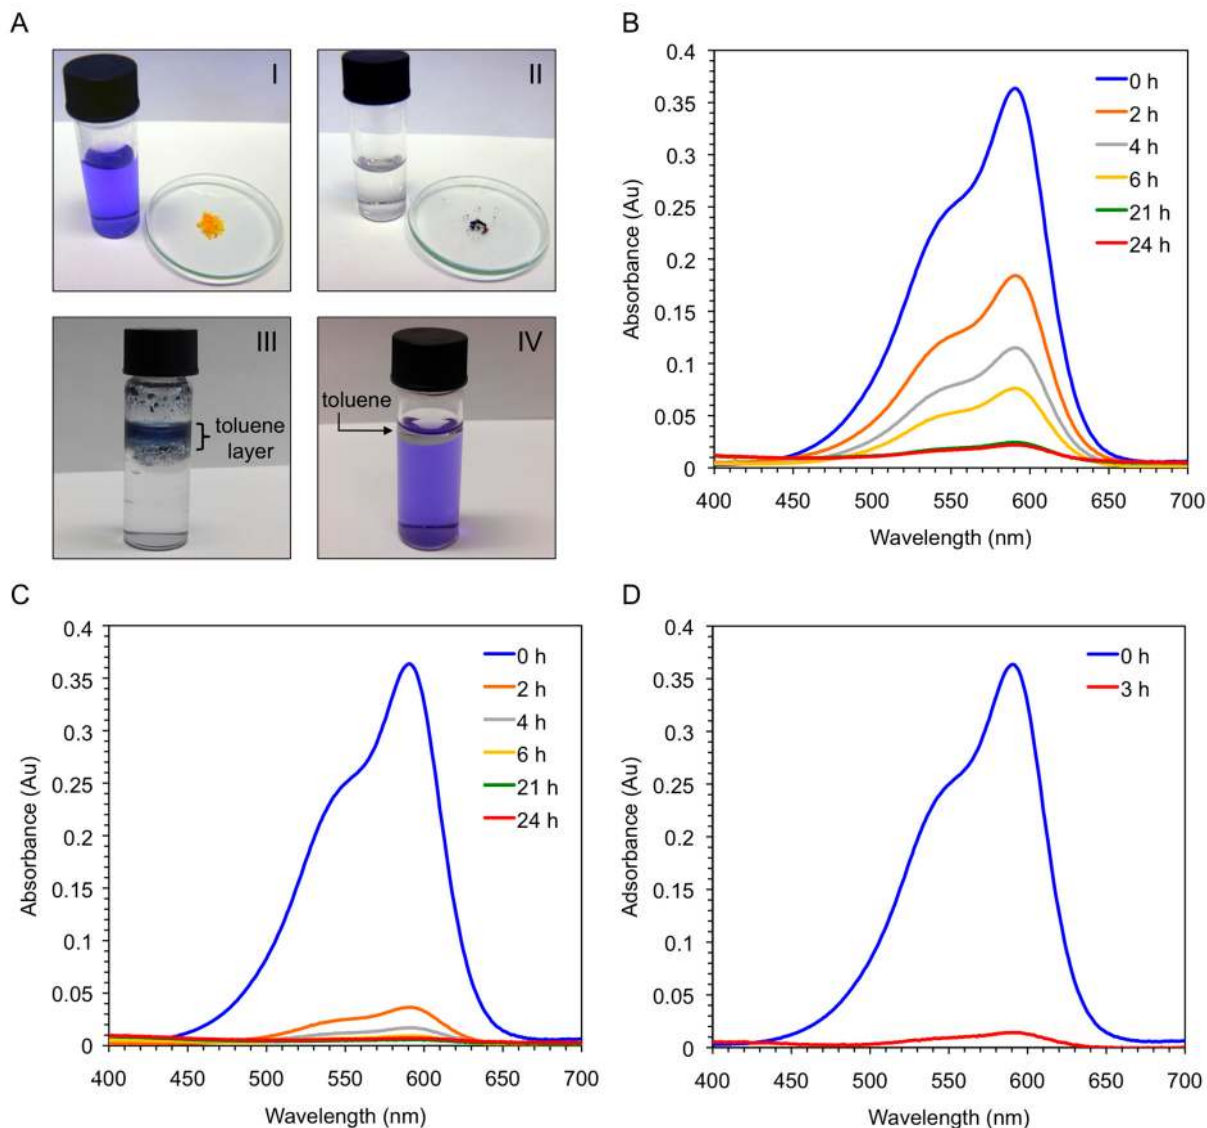 A
I
II
III
toluene
layer
IV
toluene
B
0.4
0.35
0.3
0.25
0.2
0.15
0.1
0.05
0
Absorbance (Au)
400 450 500 550 600 650 700
Wavelength (nm)
0 h
2 h
4 h
6 h
21 h
24 h
C
0.4
0.35
0.3
0.25
0.2
0.15
0.1
0.05
0
Absorbance (Au)
400 450 500 550 600 650 700
Wavelength (nm)
0 h
2 h
4 h
6 h
21 h
24 h
D
0.4
0.35
0.3
0.25
0.2
0.15
0.1
0.05
0
Adsorbance (Au)
400 450 500 550 600 650 700
Wavelength (nm)
0 h
3 h